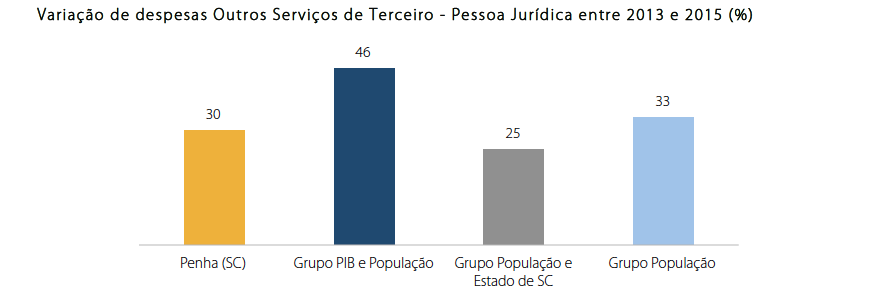 Variação de despesas Outros Serviços de Terceiro - Pessoa Jurídica entre 2013 e 2015 (%)
46
33
30
25
Penha (SC)
Grupo PIB e População
Grupo População e
Estado de SC
Grupo População